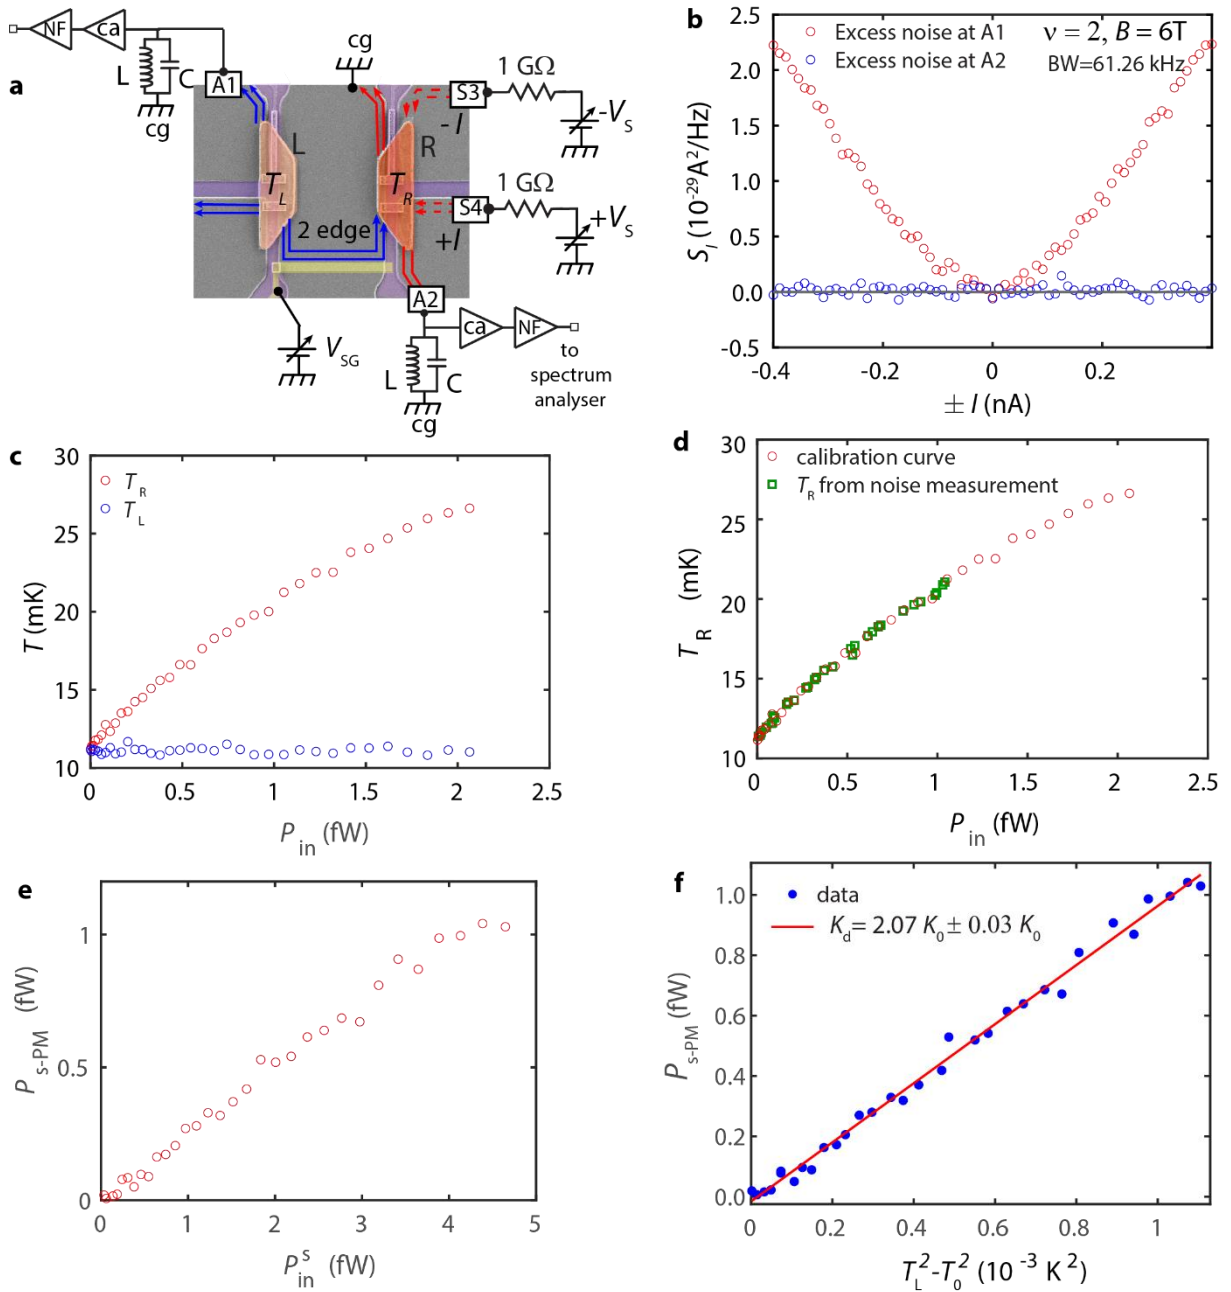 a
NF
ca
L
C
cg
A1
cg
S3
1 GΩ
-V_S
-I
L
R
T_L
T_R
1 GΩ
S4
+V_S
+I
2 edge
A2
V_SG
ca
NF
L
C
cg
to
spectrum
analyser
b
2.5
2.0
1.5
1.0
0.5
0.0
-0.5
S_I (10^-29 A^2/Hz)
Excess noise at A1
Excess noise at A2
ν = 2, B = 6T
BW=61.26 kHz
-0.4
-0.2
0
0.2
± I (nA)
c
30
25
20
15
10
T (mK)
T_R
T_L
0
0.5
1
1.5
2
2.5
P_in (fW)
d
30
25
20
15
10
T_R (mK)
calibration curve
T_R from noise measurement
0
0.5
1
1.5
2
2.5
P_in (fW)
e
1
0.5
0
P_s-PM (fW)
0
1
2
3
4
5
P_in^s (fW)
f
1.0
0.8
0.6
0.4
0.2
0.0
P_s-PM (fW)
data
K_d = 2.07 K_0 ± 0.03 K_0
0
0.2
0.4
0.6
0.8
1
T_L^2-T_0^2 (10^-3 K^2)